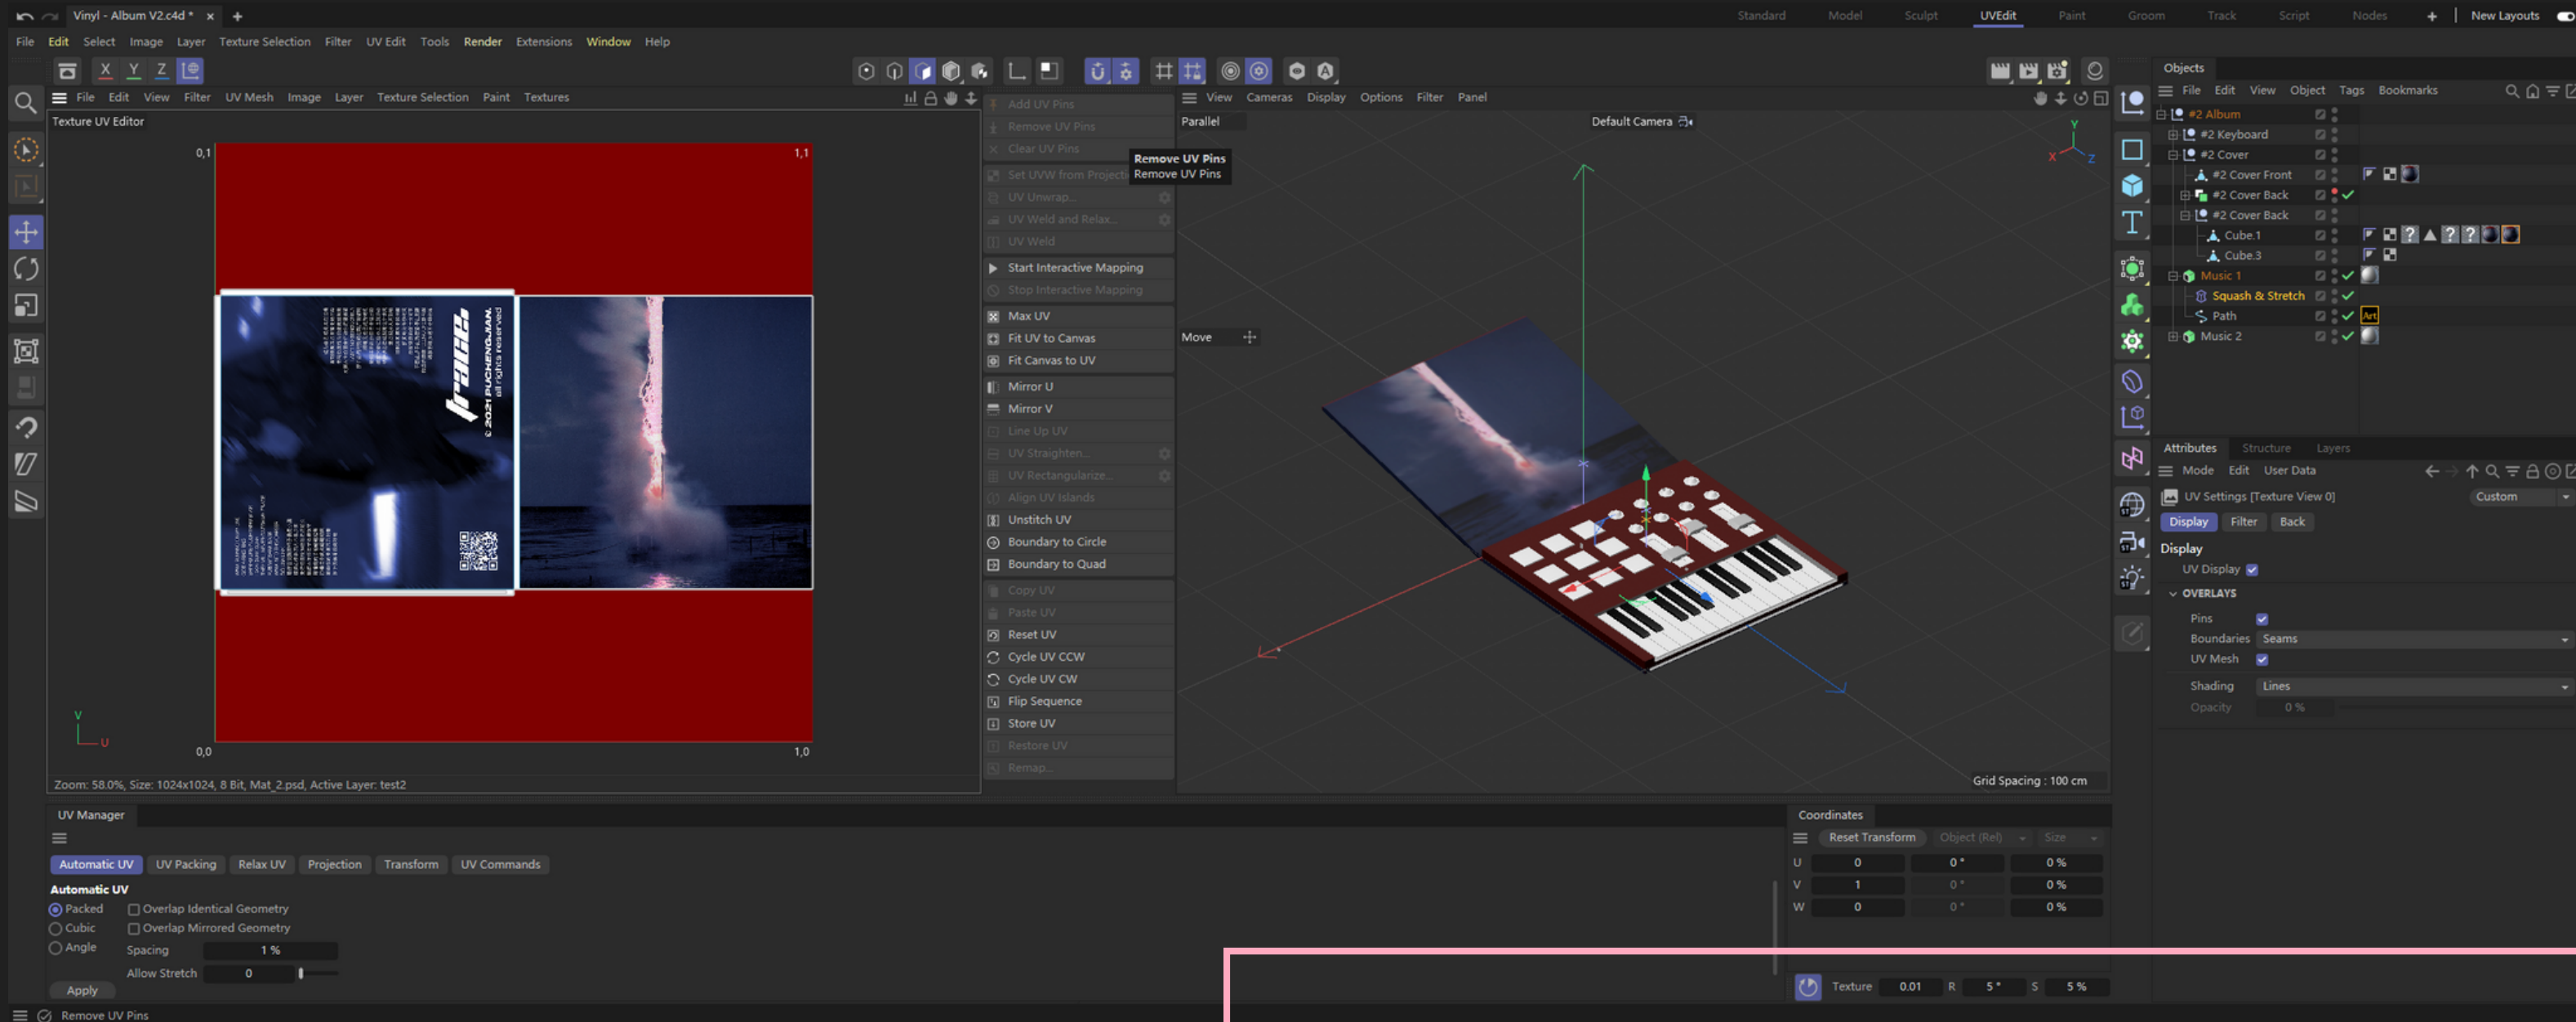 Vinyl - Album V2.c4d *
Standard Model Sculpt UVEdit Paint Groom Track Script Nodes New Layouts
File Edit Select Image Layer Texture Selection Filter UV Edit Tools Render Extensions Window Help
X Y Z
File Edit View Filter UV Mesh Image Layer Texture Selection Paint Textures
Texture UV Editor
0,1
1,1
trace.
© 2021 PUCHENGJIAN.
all rights reserved
V
U
0,0
1,0
Zoom: 58.0%, Size: 1024x1024, 8 Bit, Mat_2.psd, Active Layer: test2
Add UV Pins
Remove UV Pins
Clear UV Pins
Remove UV Pins
Remove UV Pins
Set UVW from Projecti
UV Unwrap...
UV Weld and Relax...
UV Weld
Start Interactive Mapping
Stop Interactive Mapping
Max UV
Fit UV to Canvas
Fit Canvas to UV
Mirror U
Mirror V
Line Up UV
UV Straighten...
UV Rectangularize...
Align UV Islands
Unstitch UV
Boundary to Circle
Boundary to Quad
Copy UV
Paste UV
Reset UV
Cycle UV CCW
Cycle UV CW
Flip Sequence
Store UV
Restore UV
Remap...
View Cameras Display Options Filter Panel
Parallel
Default Camera
Y
X
Z
Move
Grid Spacing : 100 cm
Objects
File Edit View Object Tags Bookmarks
#2 Album
#2 Keyboard
#2 Cover
#2 Cover Front
#2 Cover Back
#2 Cover Back
Cube.1
Cube.3
Music 1
Squash & Stretch
Path
Art
Music 2
Attributes Structure Layers
Mode Edit User Data
UV Settings [Texture View 0] Custom
Display Filter Back
Display
UV Display
OVERLAYS
Pins
Boundaries Seams
UV Mesh
Shading Lines
Opacity 0 %
UV Manager
Automatic UV UV Packing Relax UV Projection Transform UV Commands
Automatic UV
Packed Overlap Identical Geometry
Cubic Overlap Mirrored Geometry
Angle Spacing 1 %
Allow Stretch 0
Apply
Coordinates
Reset Transform Object (Rel) Size
U 0 0 ° 0 %
V 1 0 ° 0 %
W 0 0 ° 0 %
Texture 0.01 R 5 ° S 5 %
Remove UV Pins